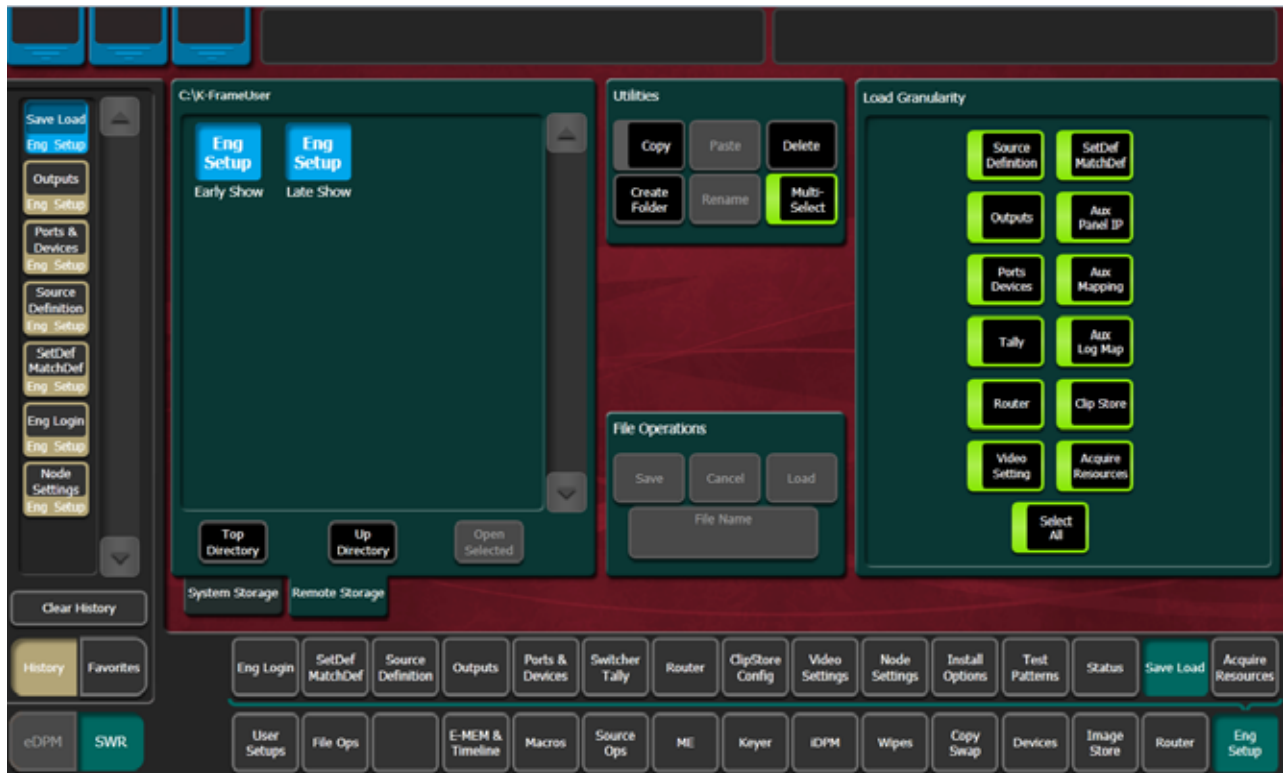 Save Load
Eng Setup
Outputs
Eng Setup
Ports &
Devices
Eng Setup
Source
Definition
Eng Setup
SetDef
MatchDef
Eng Setup
Eng Login
Eng Setup
Node
Settings
Eng Setup
Clear History
History
Favorites
eDPM
SWR
C:\K-FrameUser
Eng
Setup
Early Show
Eng
Setup
Late Show
Top
Directory
Up
Directory
Open
Selected
System Storage
Remote Storage
Utilities
Copy
Paste
Delete
Create
Folder
Rename
Multi-
Select
File Operations
Save
Cancel
Load
File Name
Load Granularity
Source
Definition
SetDef
MatchDef
Outputs
Aux
Panel IP
Ports
Devices
Aux
Mapping
Tally
Aux
Log Map
Router
Clip Store
Video
Setting
Acquire
Resources
Select
All
Eng Login
SetDef
MatchDef
Source
Definition
Outputs
Ports &
Devices
Switcher
Tally
Router
ClipStore
Config
Video
Settings
Node
Settings
Install
Options
Test
Patterns
Status
Save Load
Acquire
Resources
User
Setups
File Ops
E-MEM &
Timeline
Macros
Source
Ops
ME
Keyer
iDPM
Wipes
Copy
Swap
Devices
Image
Store
Router
Eng
Setup